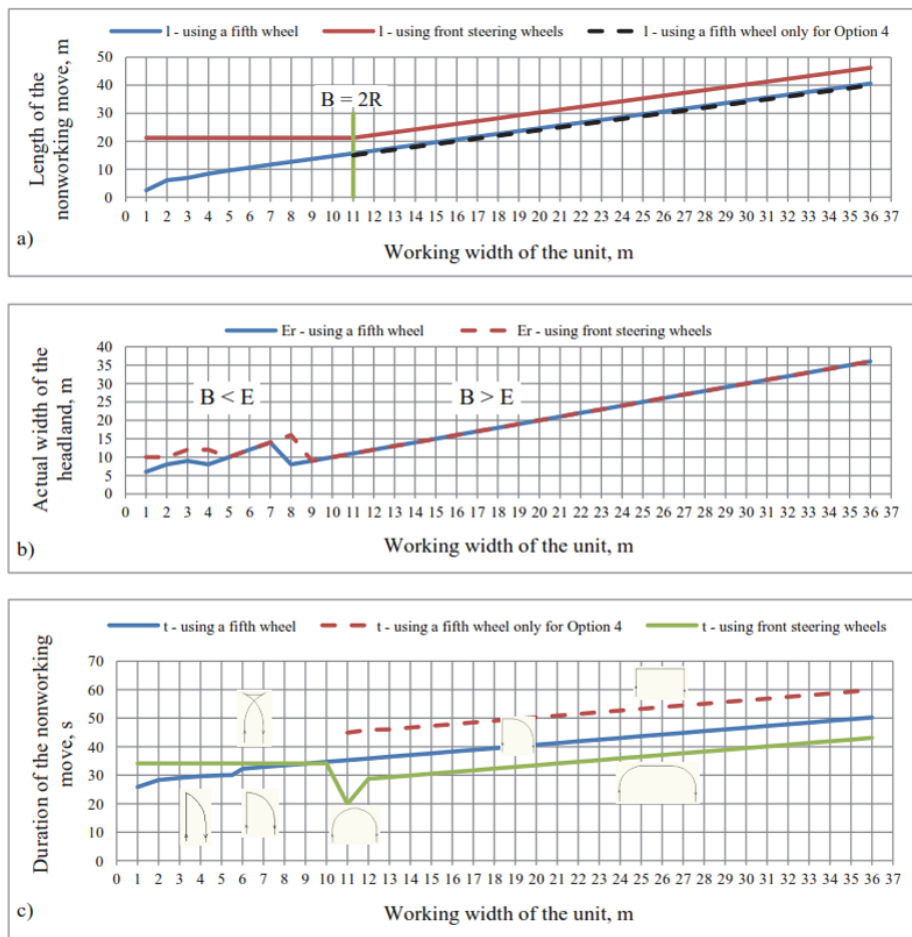 l - using a fifth wheel l - using front steering wheels l - using a fifth wheel only for Option 4
Length of the
nonworking move, m
50
40
30
20
10
0
B = 2R
0 1 2 3 4 5 6 7 8 9 10 11 12 13 14 15 16 17 18 19 20 21 22 23 24 25 26 27 28 29 30 31 32 33 34 35 36 37
a)
Working width of the unit, m
Er - using a fifth wheel Er - using front steering wheels
Actual width of the
headland, m
40
35
30
25
20
15
10
5
0
B < E B > E
0 1 2 3 4 5 6 7 8 9 10 11 12 13 14 15 16 17 18 19 20 21 22 23 24 25 26 27 28 29 30 31 32 33 34 35 36 37
b)
Working width of the unit, m
t - using a fifth wheel t - using a fifth wheel only for Option 4 t - using front steering wheels
Duration of the nonworking
move, s
70
60
50
40
30
20
10
0
0 1 2 3 4 5 6 7 8 9 10 11 12 13 14 15 16 17 18 19 20 21 22 23 24 25 26 27 28 29 30 31 32 33 34 35 36 37
c)
Working width of the unit, m